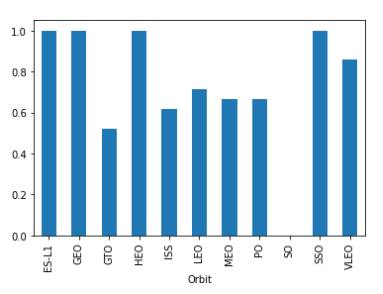 1.0
0.8
0.6
0.4
0.2
0.0
ES-L1
GEO
GTO
HEO
ISS
LEO
MEO
PO
SO
SSO
VLEO
Orbit